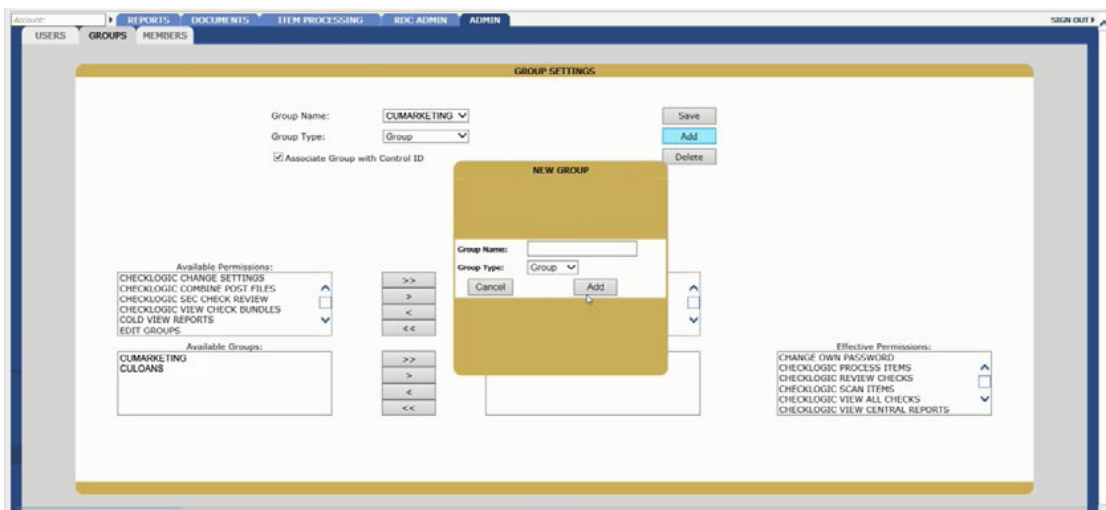 Account: REPORTS DOCUMENTS ITEM PROCESSING RDC ADMIN ADMIN SIGN OUT
USERS GROUPS MEMBERS
GROUP SETTINGS
Group Name: CUMARKETING Save
Group Type: Group Add
Associate Group with Control ID Delete
NEW GROUP
Group Name:
Group Type: Group
Cancel Add
Available Permissions:
CHECKLOGIC CHANGE SETTINGS
CHECKLOGIC COMBINE POST FILES
CHECKLOGIC SEC CHECK REVIEW
CHECKLOGIC VIEW CHECK BUNDLES
COLD VIEW REPORTS
EDIT GROUPS
>>
>
<
<<
Available Groups:
CUMARKETING
CULOANS
>>
>
<
<<
Effective Permissions:
CHANGE OWN PASSWORD
CHECKLOGIC PROCESS ITEMS
CHECKLOGIC REVIEW CHECKS
CHECKLOGIC SCAN ITEMS
CHECKLOGIC VIEW ALL CHECKS
CHECKLOGIC VIEW CENTRAL REPORTS